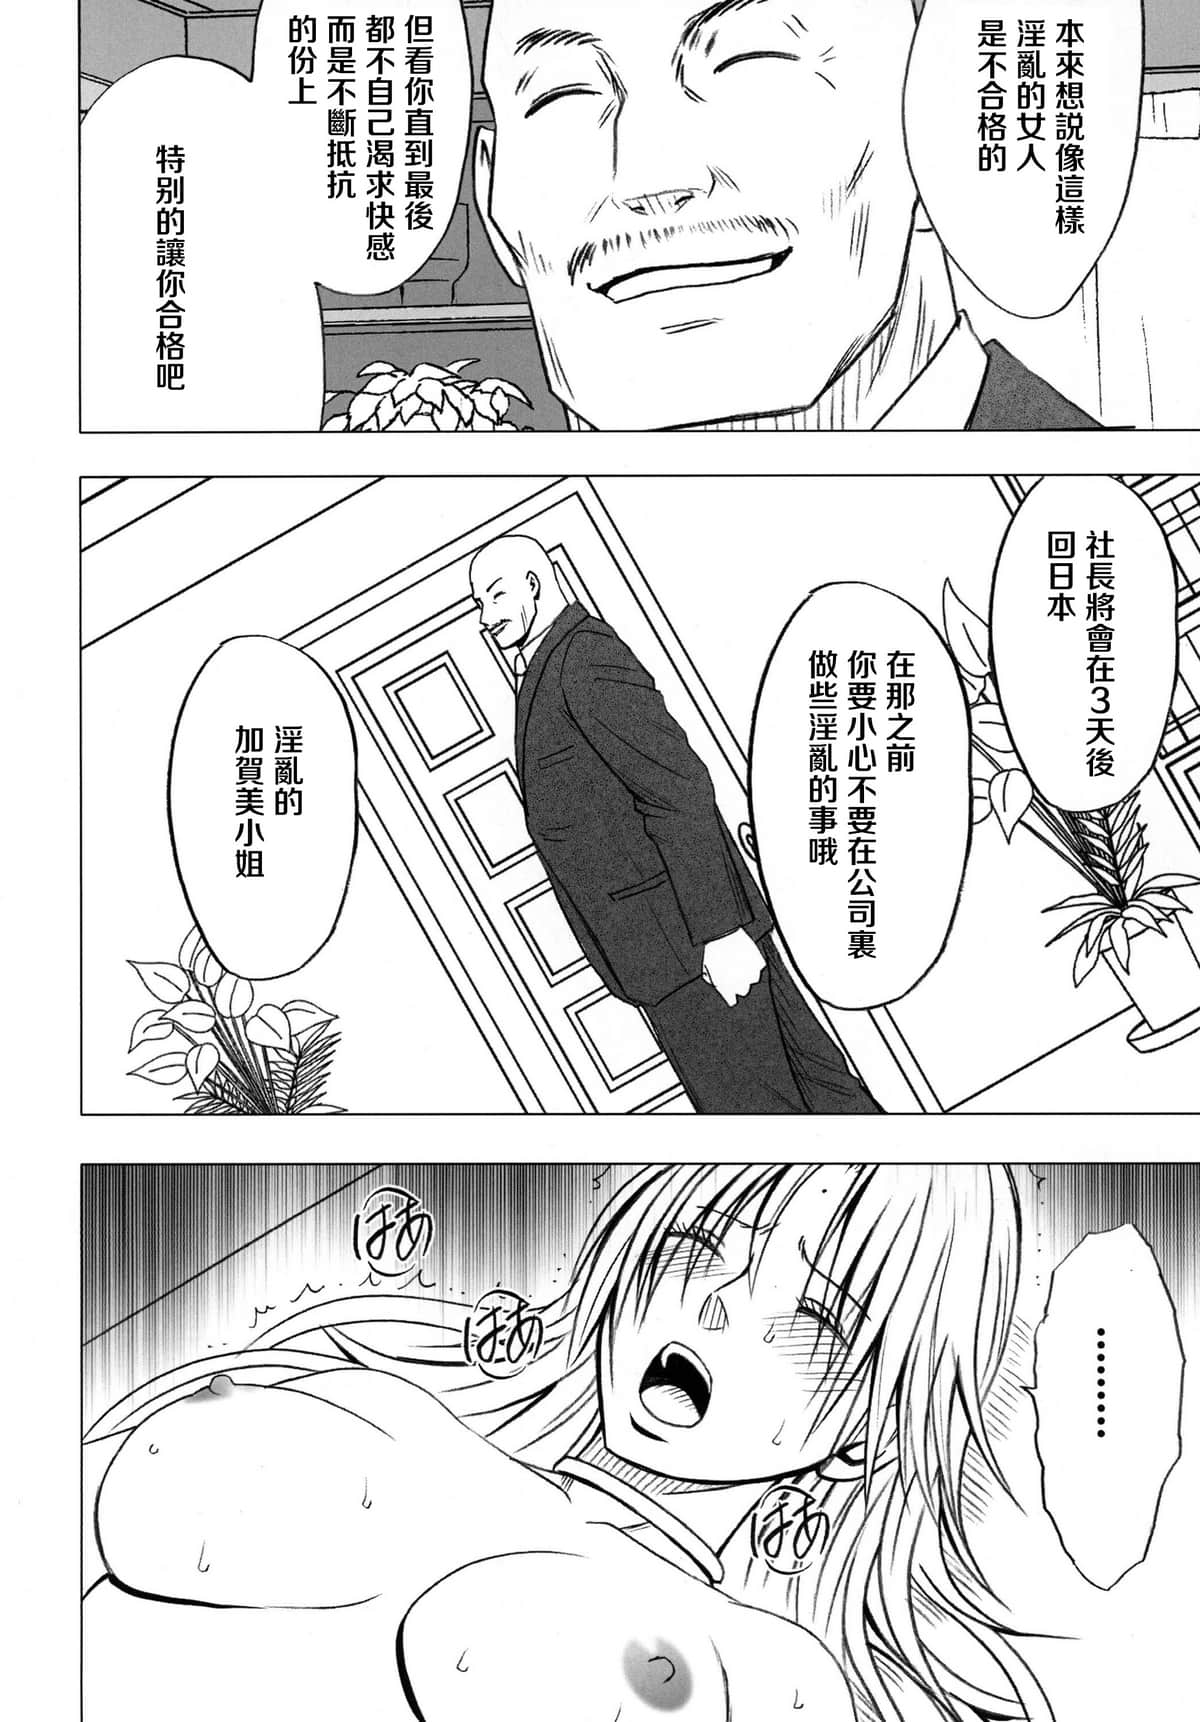 本來想說像這樣
淫亂的女人
是不合格的
但看你直到最後
都不自己渴求快感
而是不斷抵抗
的份上
特别的讓你合格吧
社長將會在3天後
回日本
在那之前
你要小心不要在公司裏
做些淫亂的事哦
淫亂的
加賀美小姐
………
はあ
はあ
はあ